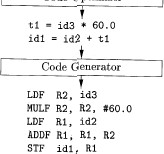 t1 = id3 * 60.0
id1 = id2 + t1
Code Generator
LDF R2, id3
MULF R2, R2, #60.0
LDF R1, id2
ADDF R1, R1, R2
STF id1, R1